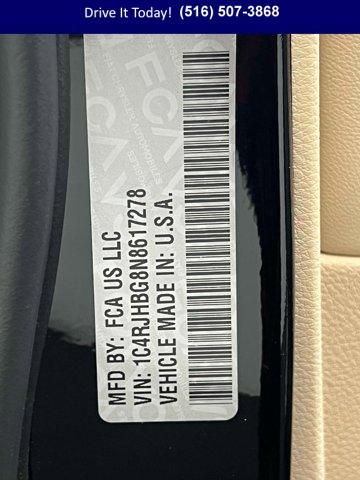 Drive It Today! (516) 507-3868
MFD BY: FCA US LLC
VIN: 1C4RJHBG8N8617278
VEHICLE MADE IN: U.S.A.